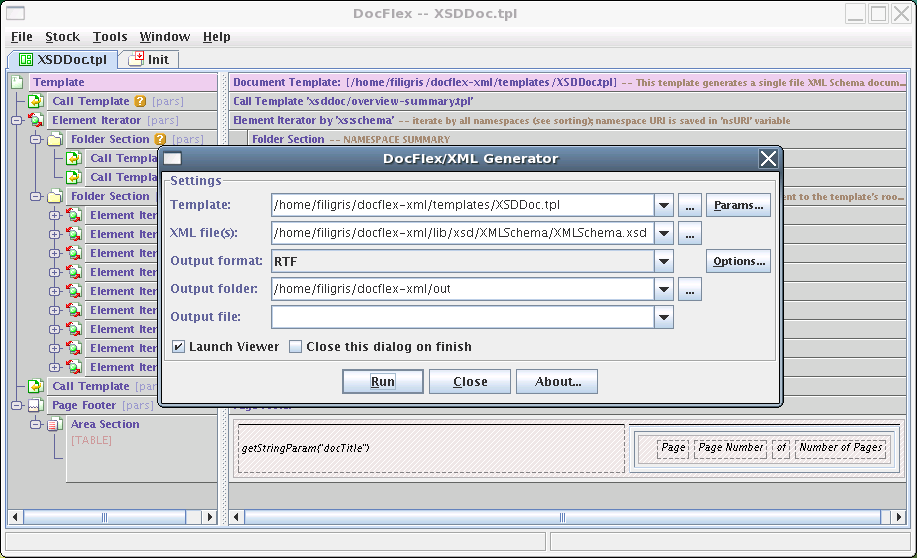 DocFlex -- XSDDoc.tpl
File Stock Tools Window Help
XSDDoc.tpl Init
Template
Document Template: [/home/filigris/docflex-xml/templates/XSDDoc.tpl] -- This template generates a single file XML Schema docum...
Call Template ? [pars]
Call Template 'xsddoc/overview-summary.tpl'
Element Iterator [pars]
Element Iterator by 'xs:schema' -- iterate by all namespaces (see sorting); namespace URI is saved in 'nsURI' variable
Folder Section ? [pars]
Folder Section -- NAMESPACE SUMMARY
Call Templa
Call Templa
Folder Section
nt to the template's roo...
Element Iter
Element Iter
Element Iter
Element Iter
Element Iter
Element Iter
Element Iter
Element Iter
Element Iter
Call Template [par
Page Footer [pars]
Area Section
[TABLE]
getStringParam("docTitle")
Page Page Number of Number of Pages
DocFlex/XML Generator
Settings
Template: /home/filigris/docflex-xml/templates/XSDDoc.tpl ... Params...
XML file(s): /home/filigris/docflex-xml/lib/xsd/XMLSchema/XMLSchema.xsd ...
Output format: RTF Options...
Output folder: /home/filigris/docflex-xml/out ...
Output file:
Launch Viewer Close this dialog on finish
Run Close About...